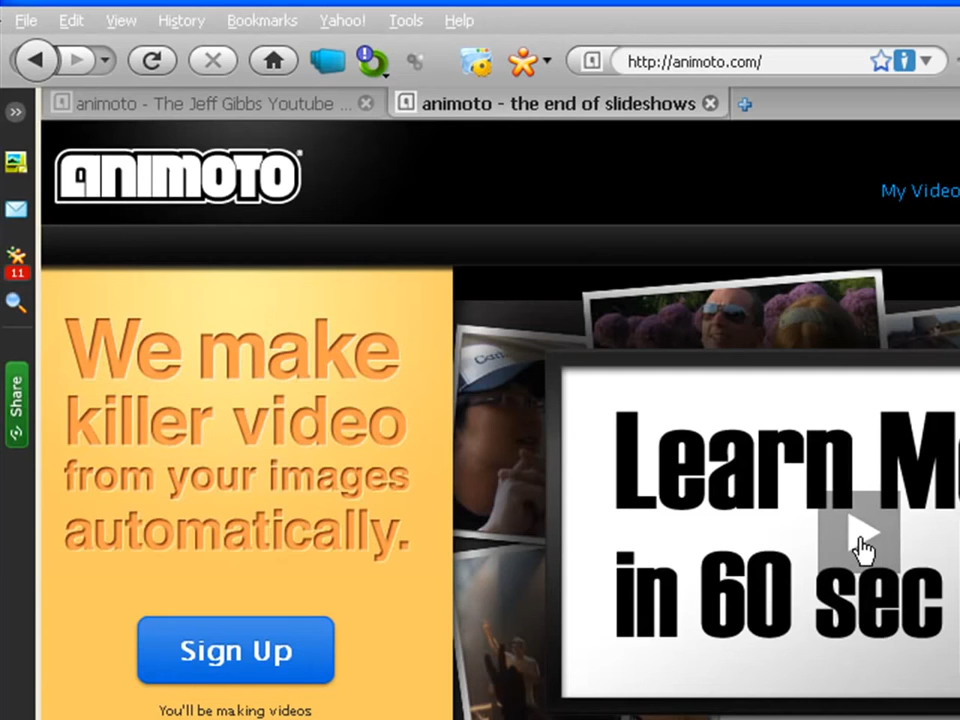 File Edit View History Bookmarks Yahoo! Tools Help
http://animoto.com/
animoto - The Jeff Gibbs Youtube ... animoto - the end of slideshows
animoto
My Video
11
Share
We make
killer video
from your images
automatically.
Learn Mo
in 60 sec
Sign Up
You'll be making videos